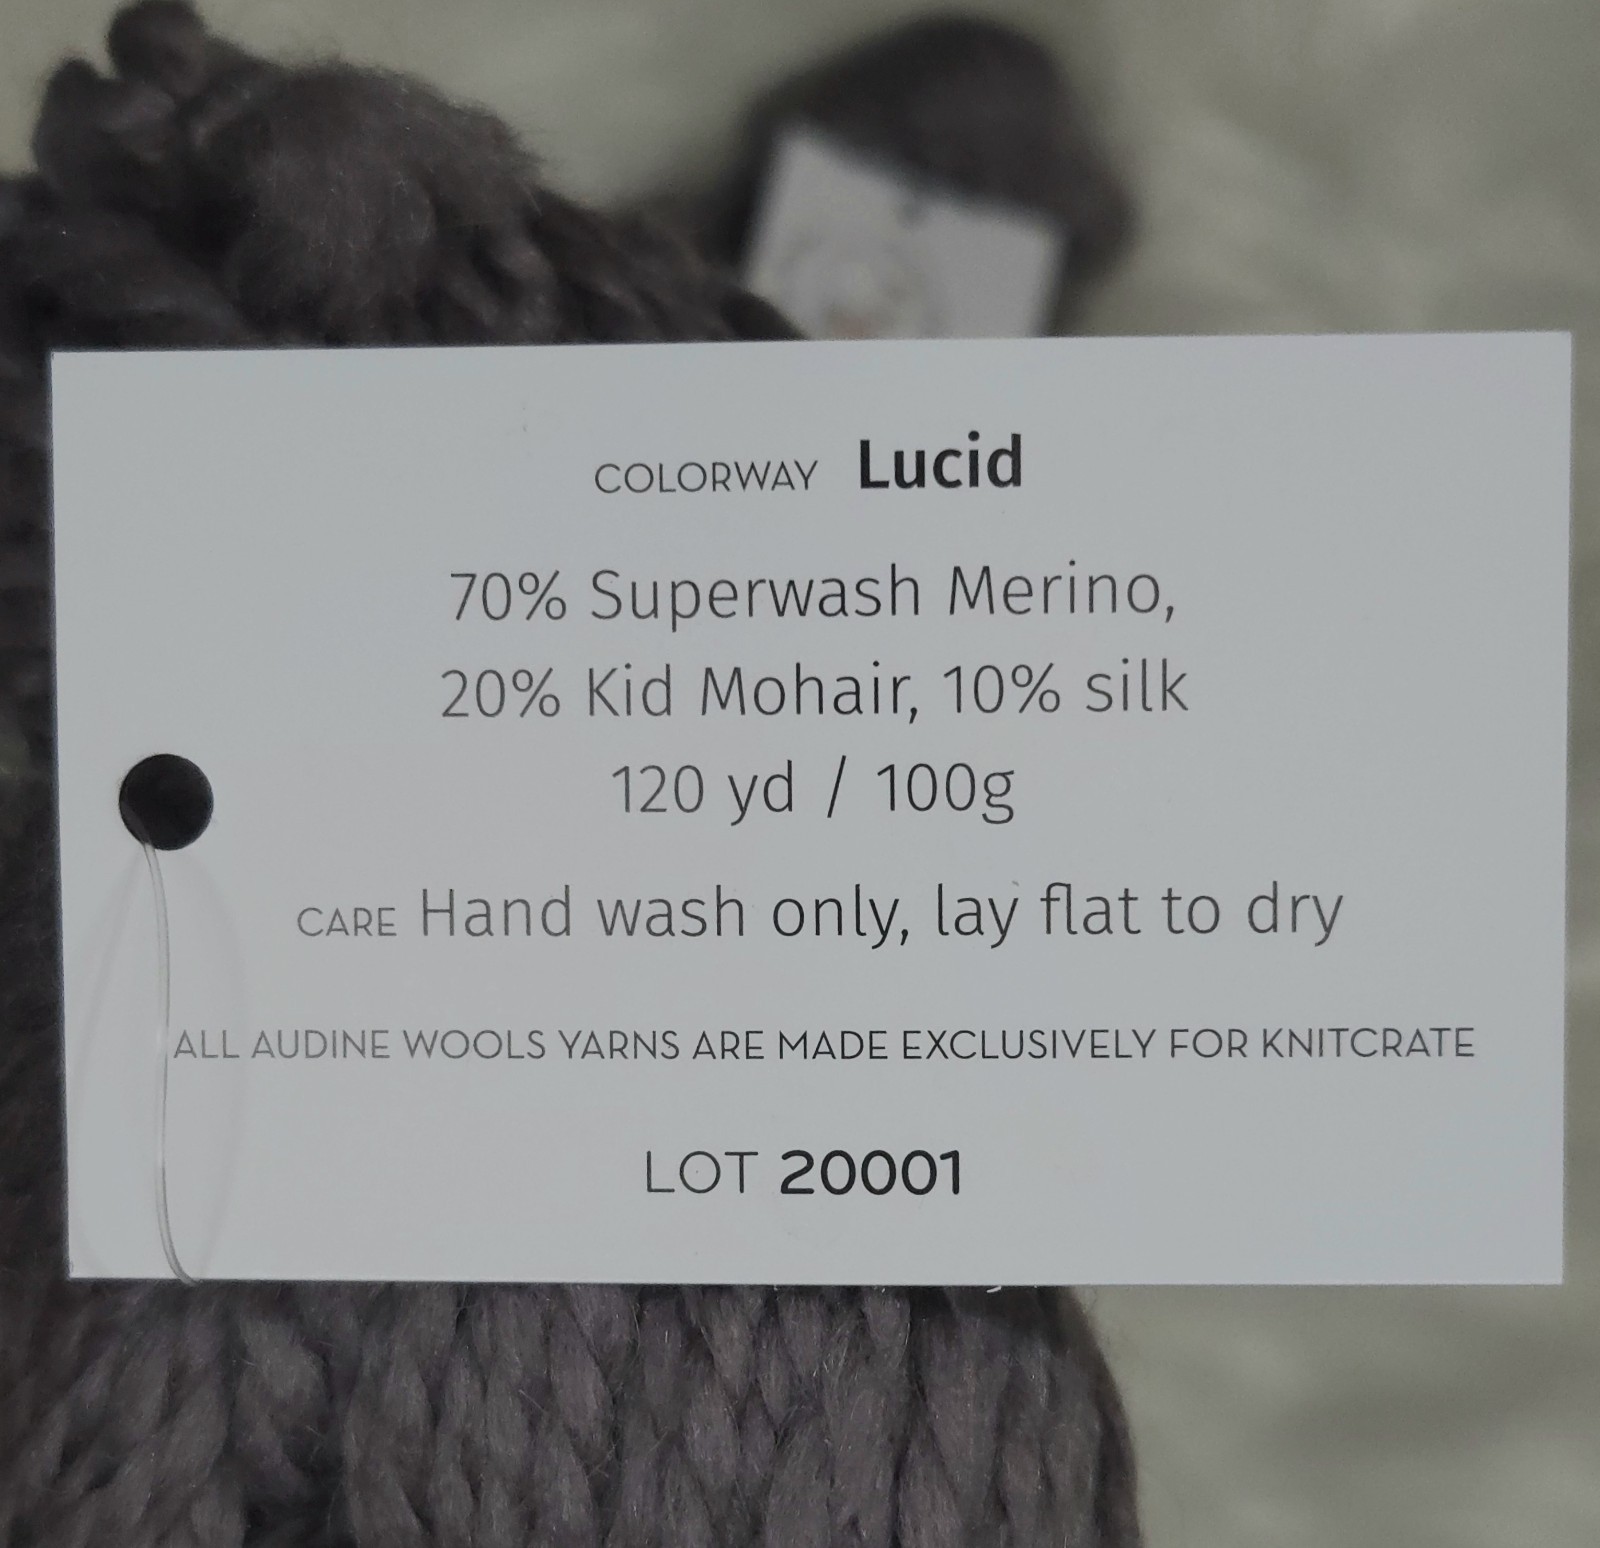 COLORWAY Lucid
70% Superwash Merino,
20% Kid Mohair, 10% silk
120 yd / 100g
CARE Hand wash only, lay flat to dry
ALL AUDINE WOOLS YARNS ARE MADE EXCLUSIVELY FOR KNITCRATE
LOT 20001